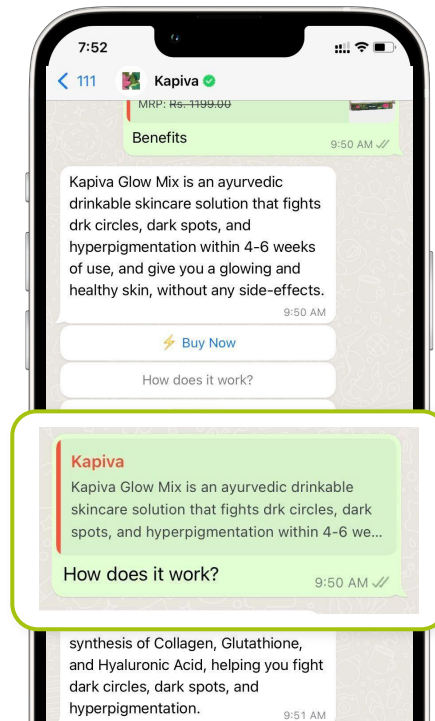 7:52
111
Kapiva
MRP: Rs. 1199.00
Benefits
9:50 AM
Kapiva Glow Mix is an ayurvedic
drinkable skincare solution that fights
drk circles, dark spots, and
hyperpigmentation within 4-6 weeks
of use, and give you a glowing and
healthy skin, without any side-effects.
9:50 AM
⚡ Buy Now
How does it work?
Kapiva
Kapiva Glow Mix is an ayurvedic drinkable
skincare solution that fights drk circles, dark
spots, and hyperpigmentation within 4-6 we...
How does it work?
9:50 AM
synthesis of Collagen, Glutathione,
and Hyaluronic Acid, helping you fight
dark circles, dark spots, and
hyperpigmentation.
9:51 AM